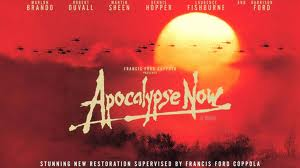 MARLON BRANDO ROBERT DUVALL MARTIN SHEEN DENNIS HOPPER LAURENCE FISHBURNE AND HARRISON FORD
FRANCIS FORD COPPOLA
PRESENTS
Apocalypse Now
STUNNING NEW RESTORATION SUPERVISED BY FRANCIS FORD COPPOLA